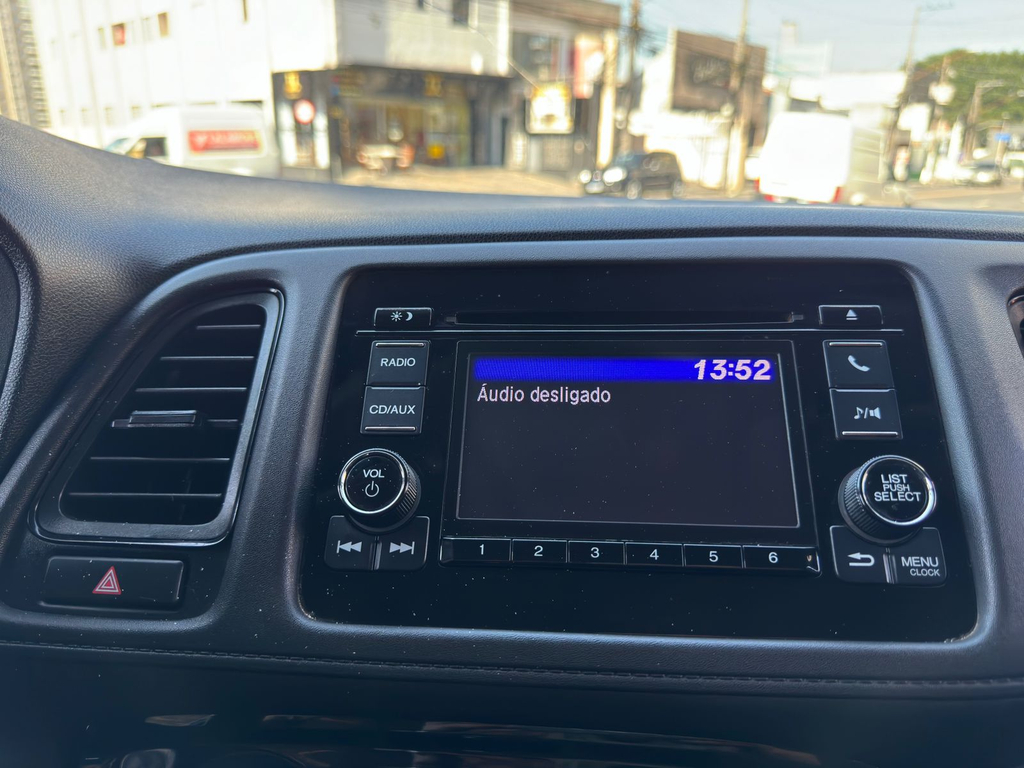 RADIO
CD/AUX
VOL
13:52
Áudio desligado
1 2 3 4 5 6
LIST
PUSH
SELECT
MENU
CLOCK